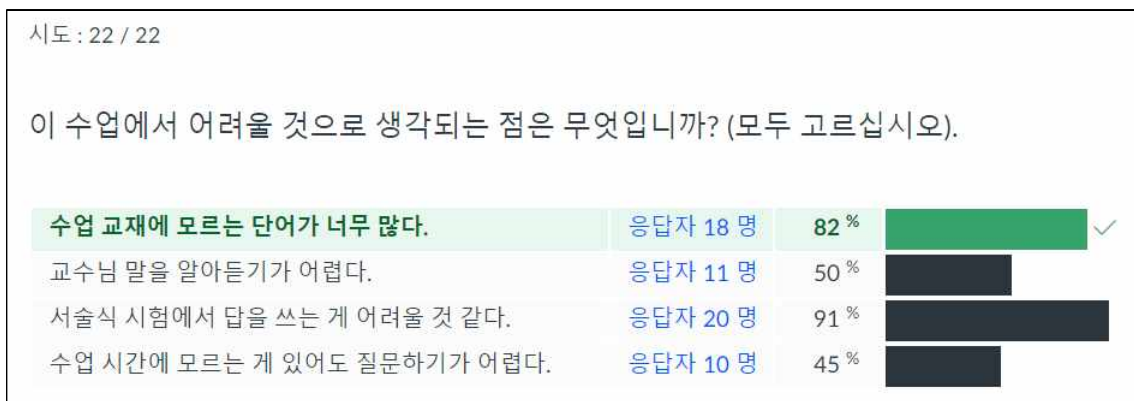 시도 : 22 / 22
이 수업에서 어려울 것으로 생각되는 점은 무엇입니까? (모두 고르십시오).
수업 교재에 모르는 단어가 너무 많다. 응답자 18 명 82 %
교수님 말을 알아듣기가 어렵다. 응답자 11 명 50 %
서술식 시험에서 답을 쓰는 게 어려울 것 같다. 응답자 20 명 91 %
수업 시간에 모르는 게 있어도 질문하기가 어렵다. 응답자 10 명 45 %